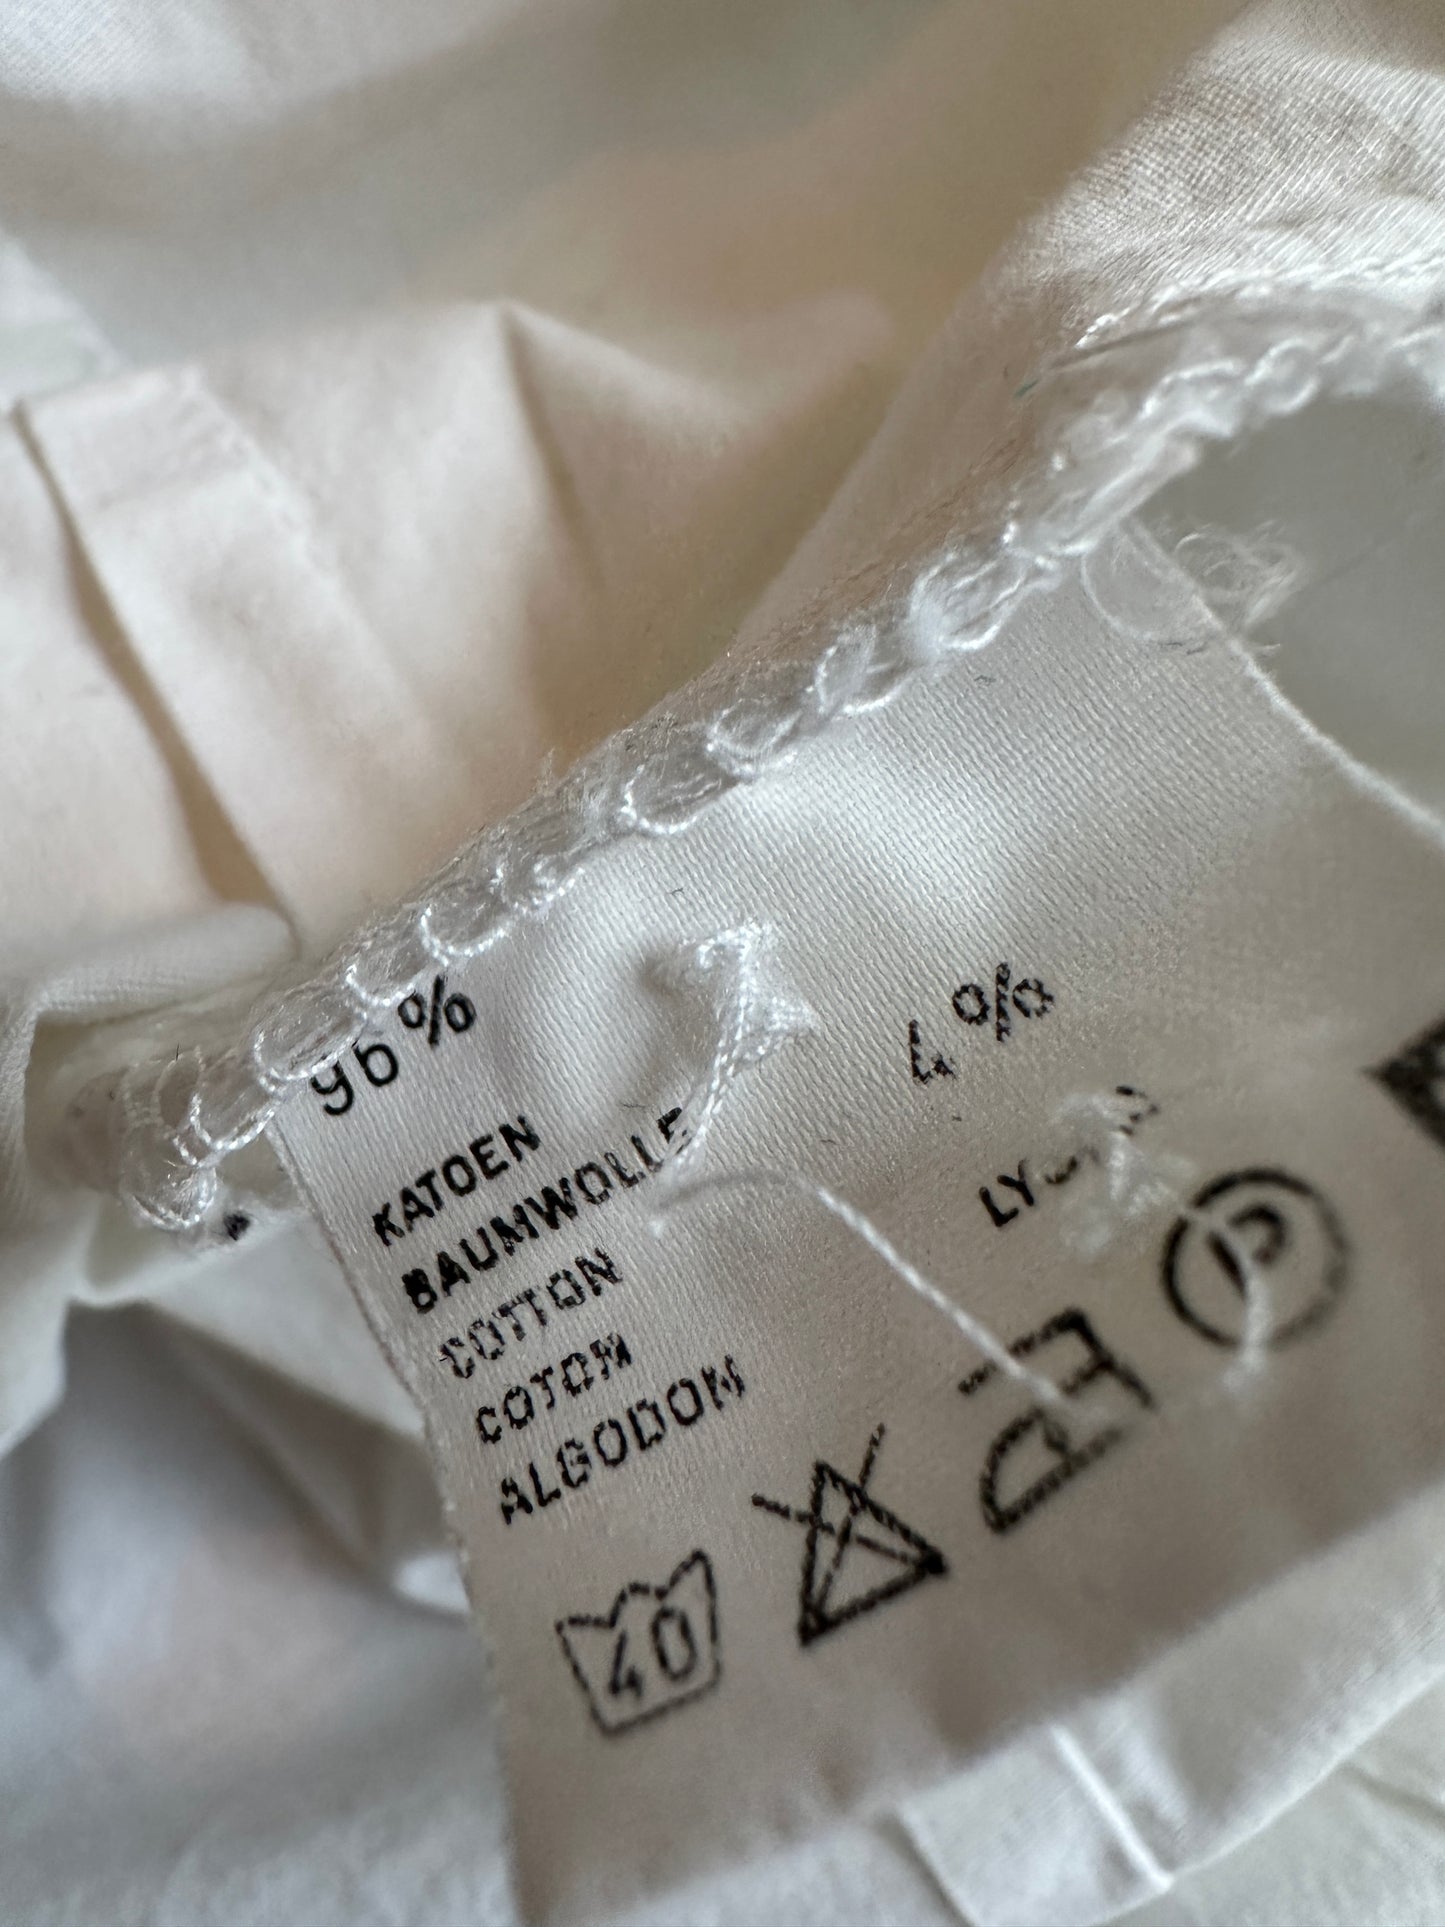 96%
KATOEN
BAUMWOLLE
COTTON
COTON
ALGODON
4%
40
P